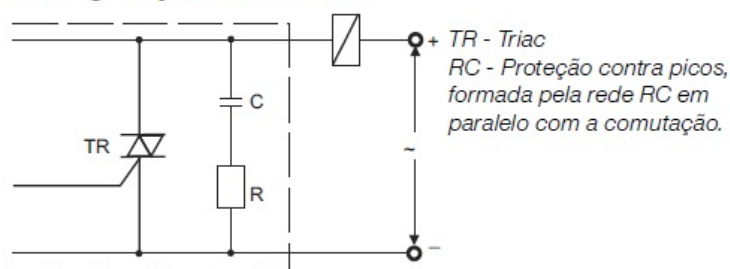 + TR - Triac
RC - Proteção contra picos,
formada pela rede RC em
paralelo com a comutação.
C
TR
~
R
–